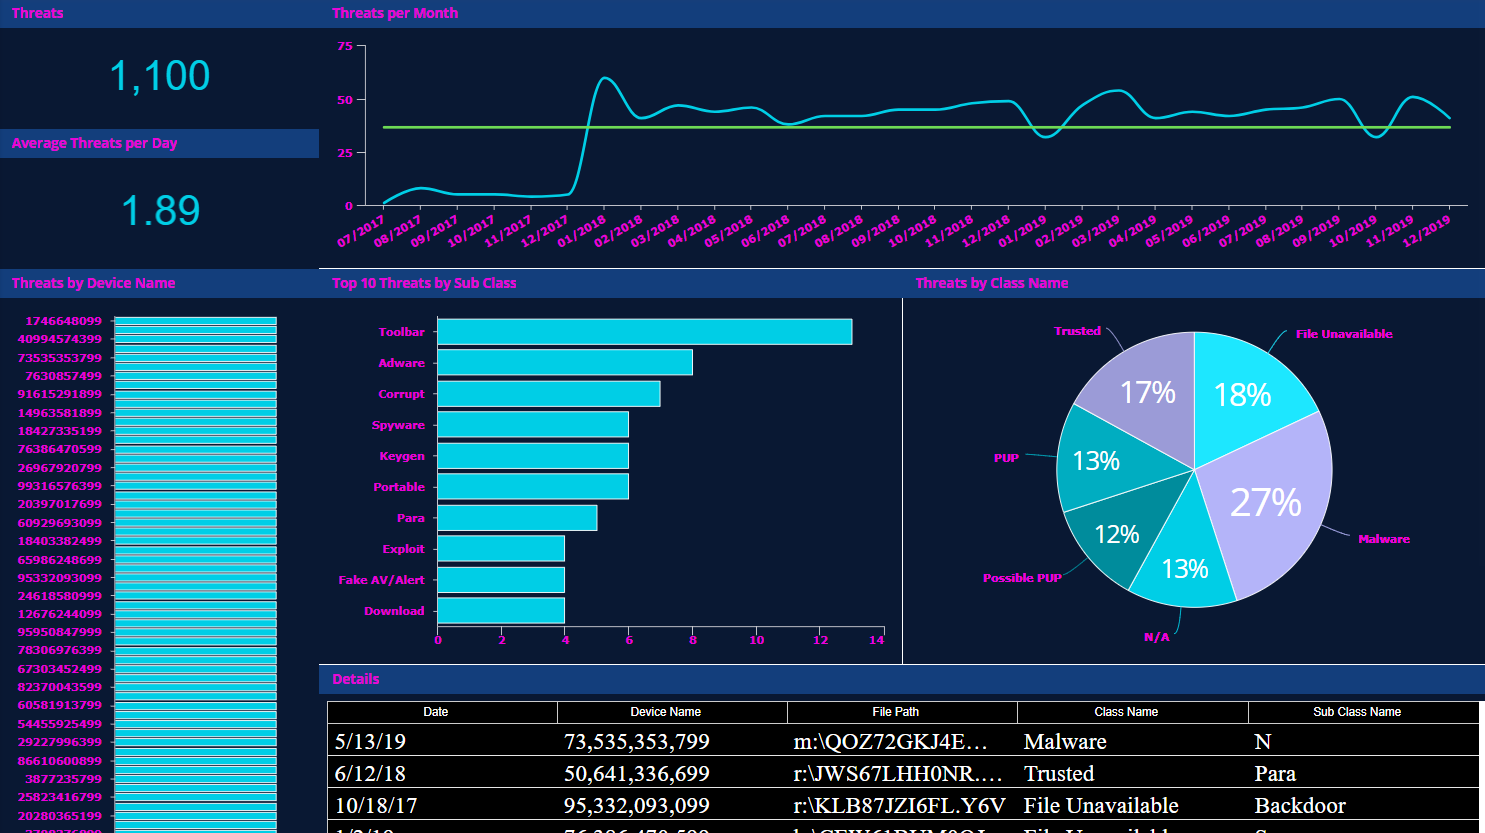 Threats
1,100
Average Threats per Day
1.89
Threats per Month
75
50
25
0
07/2017
08/2017
09/2017
10/2017
11/2017
12/2017
01/2018
02/2018
03/2018
04/2018
05/2018
06/2018
07/2018
08/2018
09/2018
10/2018
11/2018
12/2018
01/2019
02/2019
03/2019
04/2019
05/2019
06/2019
07/2019
08/2019
09/2019
10/2019
11/2019
12/2019
Threats by Device Name
1746648099
40994574399
73535353799
7630857499
91615291899
14963581899
18427335199
76386470599
26967920799
99316576399
20397017699
60929693099
18403382499
65986248699
95332093099
24618580999
12676244099
95950847999
78306976399
67303452499
82370043599
60581913799
54455925499
29227996399
86610600899
3877235799
25823416799
20280365199
Top 10 Threats by Sub Class
Toolbar
Adware
Corrupt
Spyware
Keygen
Portable
Para
Exploit
Fake AV/Alert
Download
0 2 4 6 8 10 12 14
Threats by Class Name
Trusted
File Unavailable
17%
18%
PUP
13%
27%
12%
13%
Malware
Possible PUP
N/A
Details
Date Device Name File Path Class Name Sub Class Name
5/13/19 73,535,353,799 m:\QOZ72GKJ4E... Malware N
6/12/18 50,641,336,699 r:\JWS67LHH0NR.... Trusted Para
10/18/17 95,332,093,099 r:\KLB87JZI6FL.Y6V File Unavailable Backdoor